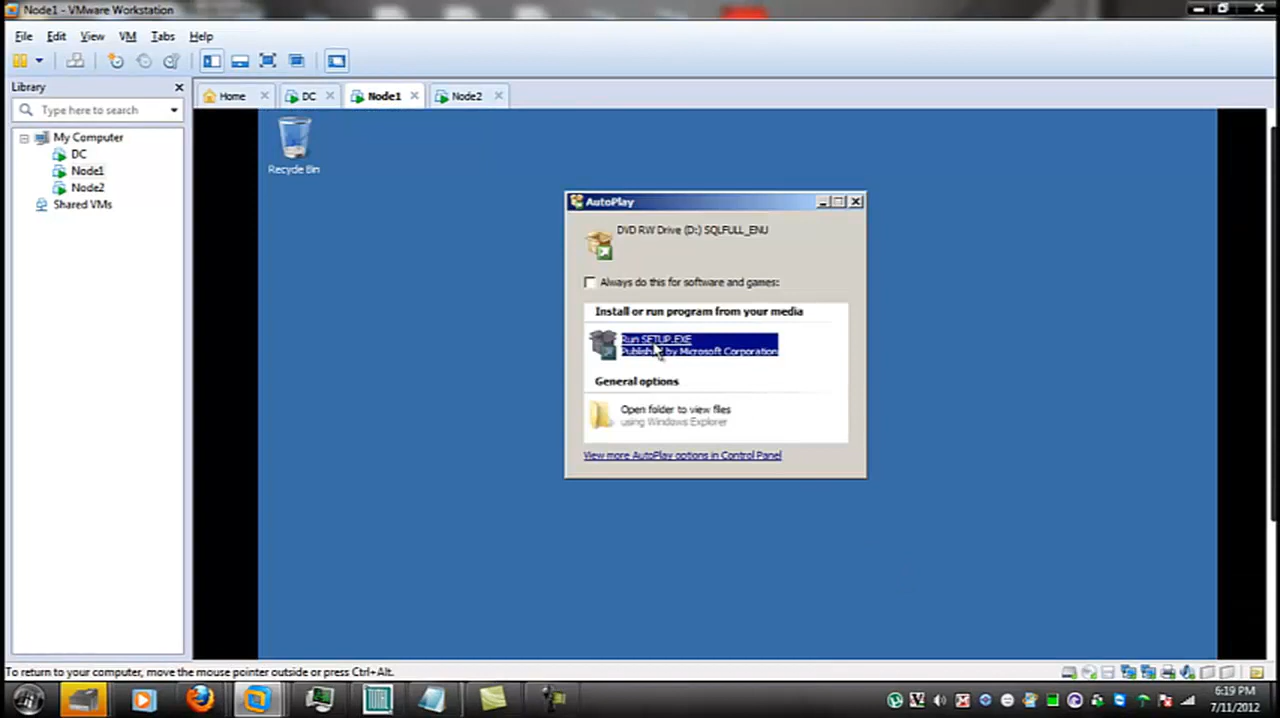 Node1 - VMware Workstation
File Edit View VM Tabs Help
Library
Type here to search
My Computer
DC
Node1
Node2
Shared VMs
Home
DC
Node1
Node2
Recycle Bin
AutoPlay
DVD RW Drive (D:) SQLFULL_ENU
Always do this for software and games:
Install or run program from your media
Run SETUP.EXE
Published by Microsoft Corporation
General options
Open folder to view files
using Windows Explorer
View more AutoPlay options in Control Panel
To return to your computer, move the mouse pointer outside or press Ctrl+Alt.
6:19 PM
7/11/2012